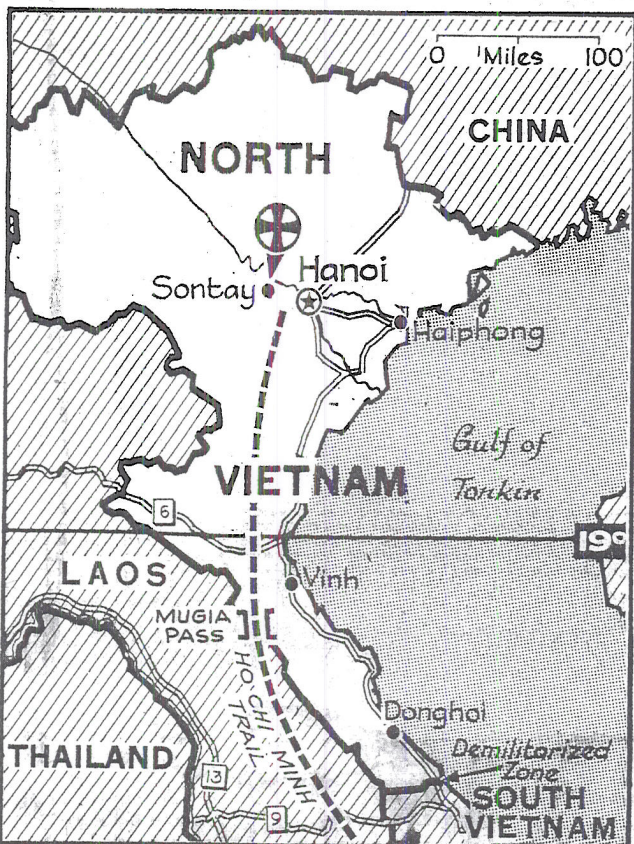 0 Miles 100
CHINA
NORTH
Hanoi
Sontay
Haiphong
Gulf of
Tonkin
VIETNAM
6
19°
LAOS
Vinh
MUGIA
PASS
HO CHI MINH
TRAIL
Donghoi
Demilitarized
Zone
THAILAND
13
9
SOUTH
VIETNAM